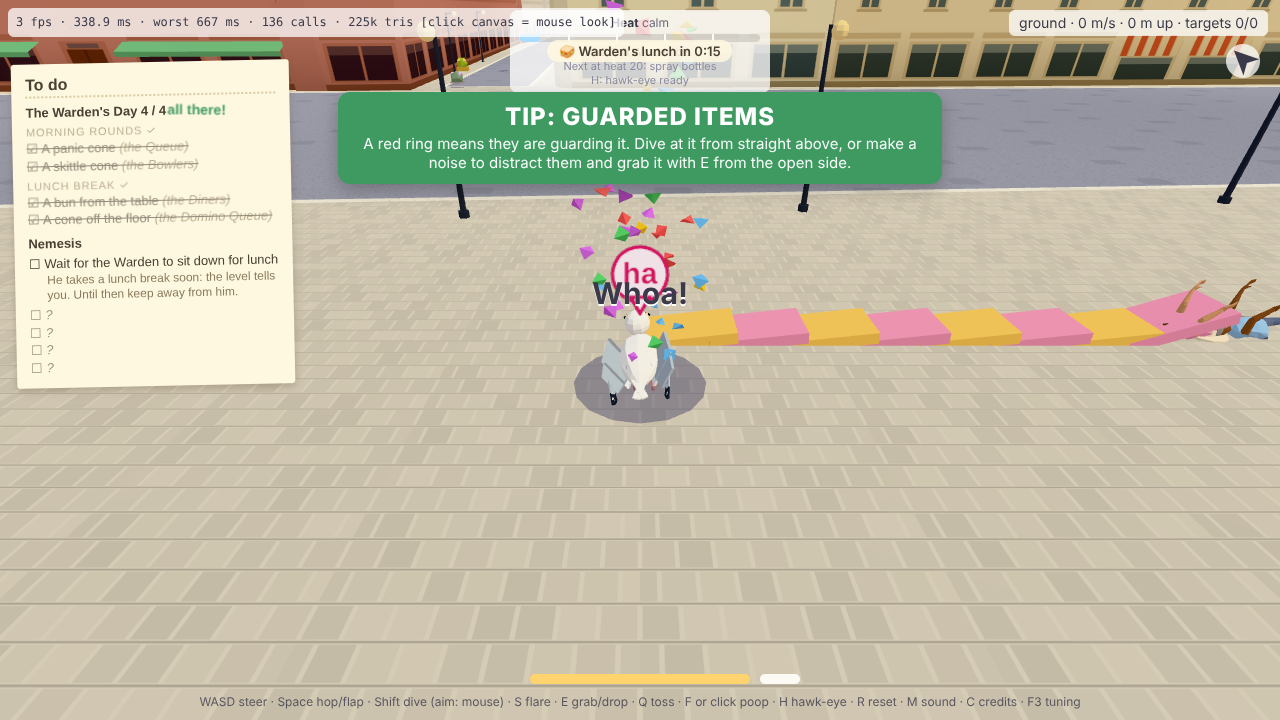 3 fps · 338.9 ms · worst 667 ms · 136 calls · 225k tris [click canvas = mouse look]
Heat calm
🥪 Warden's lunch in 0:15
Next at heat 20: spray bottles
H: hawk-eye ready
ground · 0 m/s · 0 m up · targets 0/0
To do
The Warden's Day 4 / 4 all there!
MORNING ROUNDS ✓
☑ A panic cone (the Queue)
☑ A skittle cone (the Bowlers)
LUNCH BREAK ✓
☑ A bun from the table (the Diners)
☑ A cone off the floor (the Domino Queue)
Nemesis
☐ Wait for the Warden to sit down for lunch
He takes a lunch break soon: the level tells
you. Until then keep away from him.
☐ ?
☐ ?
☐ ?
☐ ?
TIP: GUARDED ITEMS
A red ring means they are guarding it. Dive at it from straight above, or make a
noise to distract them and grab it with E from the open side.
ha
Whoa!
WASD steer · Space hop/flap · Shift dive (aim: mouse) · S flare · E grab/drop · Q toss · F or click poop · H hawk-eye · R reset · M sound · C credits · F3 tuning